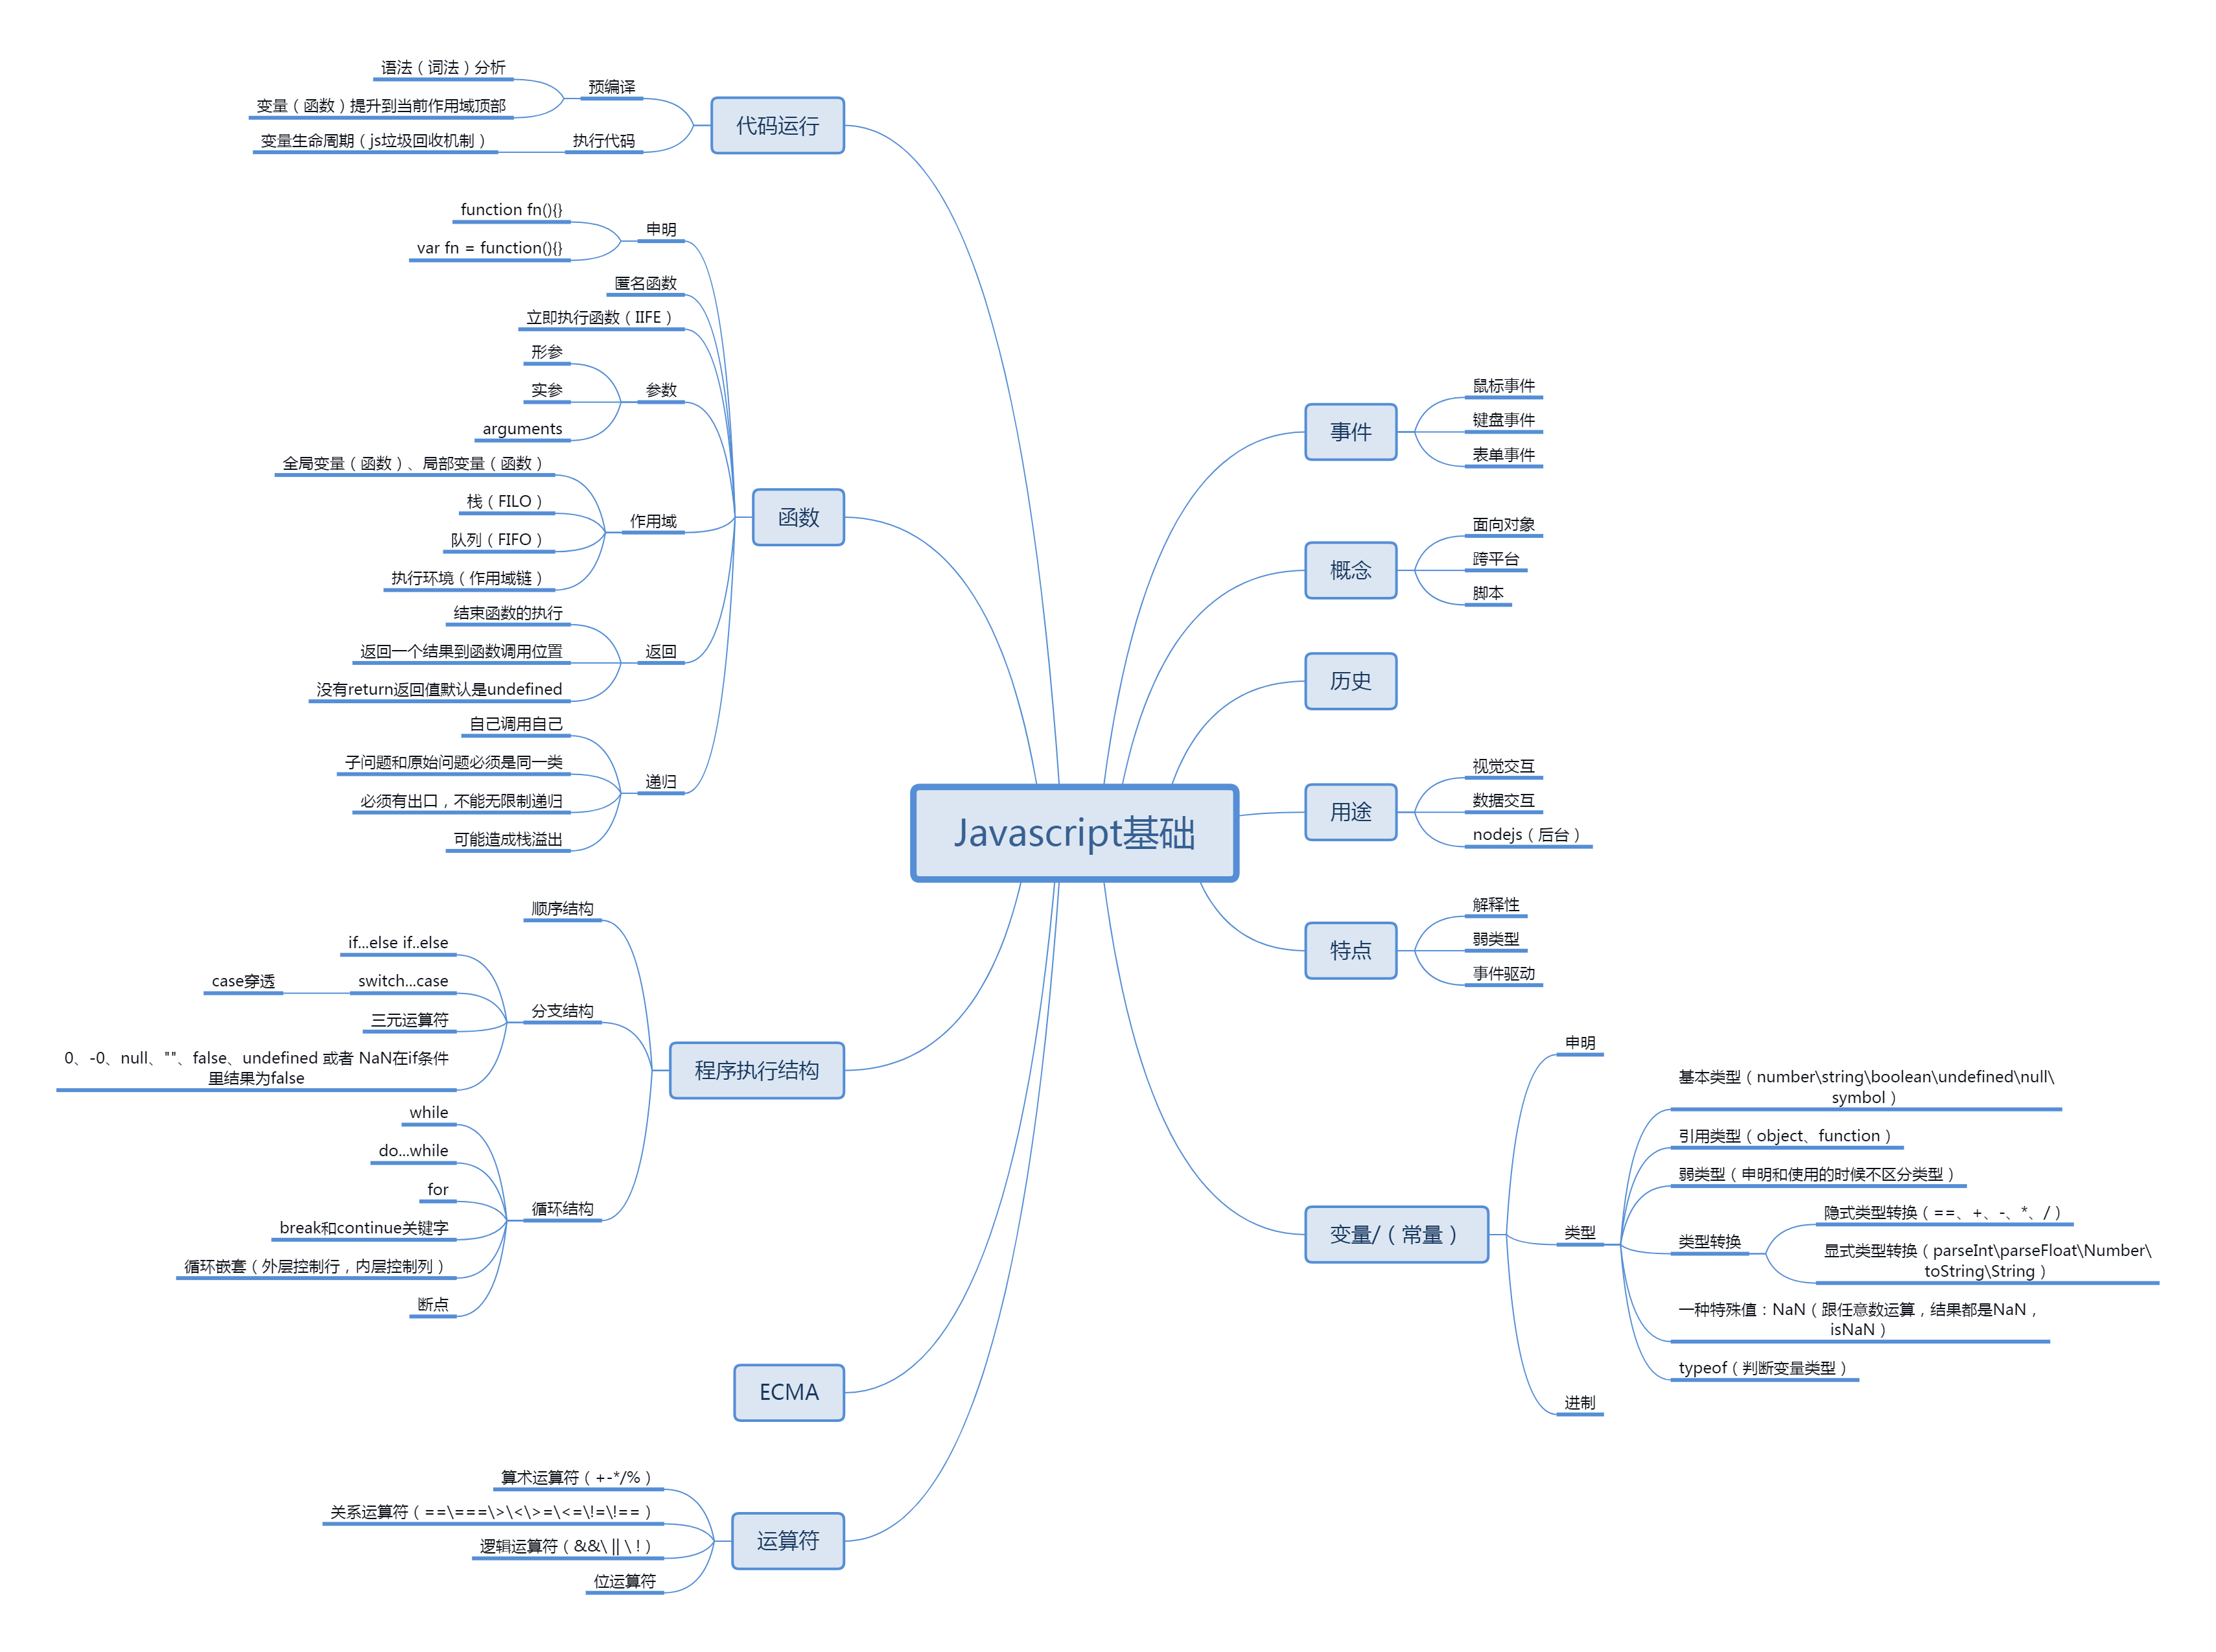 Javascript基础
事件
鼠标事件
键盘事件
表单事件
概念
面向对象
跨平台
脚本
历史
用途
视觉交互
数据交互
nodejs（后台）
特点
解释性
弱类型
事件驱动
变量/（常量）
申明
类型
基本类型（number\string\boolean\undefined\null\
symbol）
引用类型（object、function）
弱类型（申明和使用的时候不区分类型）
类型转换
隐式类型转换（==、+、-、*、/）
显式类型转换（parseInt\parseFloat\Number\
toString\String）
一种特殊值：NaN（跟任意数运算，结果都是NaN，
isNaN）
typeof（判断变量类型）
进制
代码运行
预编译
语法（词法）分析
变量（函数）提升到当前作用域顶部
执行代码
变量生命周期（js垃圾回收机制）
函数
申明
function fn(){}
var fn = function(){}
匿名函数
立即执行函数（IIFE）
参数
形参
实参
arguments
作用域
全局变量（函数）、局部变量（函数）
栈（FILO）
队列（FIFO）
执行环境（作用域链）
返回
结束函数的执行
返回一个结果到函数调用位置
没有return返回值默认是undefined
递归
自己调用自己
子问题和原始问题必须是同一类
必须有出口，不能无限制递归
可能造成栈溢出
程序执行结构
顺序结构
分支结构
if...else if..else
switch...case
case穿透
三元运算符
0、-0、null、""、false、undefined 或者 NaN在if条件
里结果为false
循环结构
while
do...while
for
break和continue关键字
循环嵌套（外层控制行，内层控制列）
断点
ECMA
运算符
算术运算符（+-*/%）
关系运算符（==\===\>\<\>=\<=\!=\!==）
逻辑运算符（&&\ || \ !）
位运算符